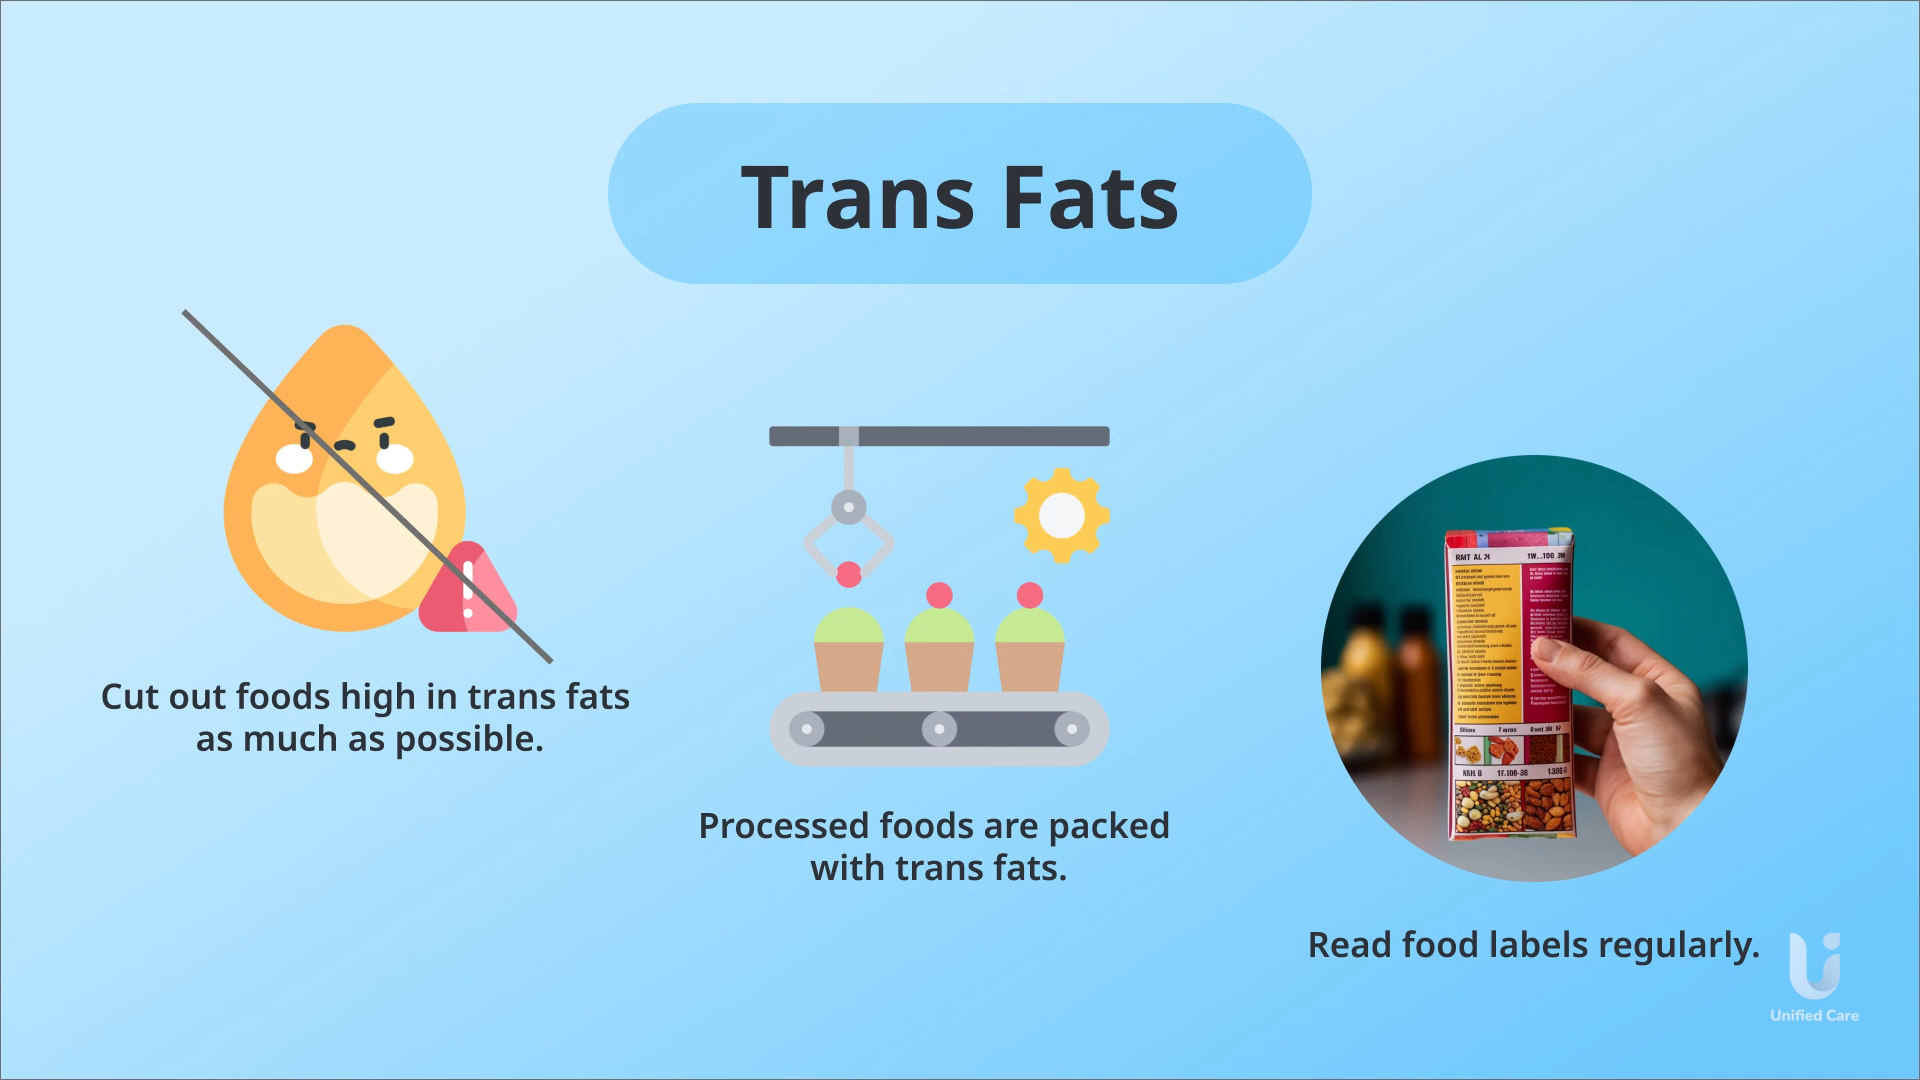 Trans Fats
Cut out foods high in trans fats
as much as possible.
Processed foods are packed
with trans fats.
Read food labels regularly.
Unified Care